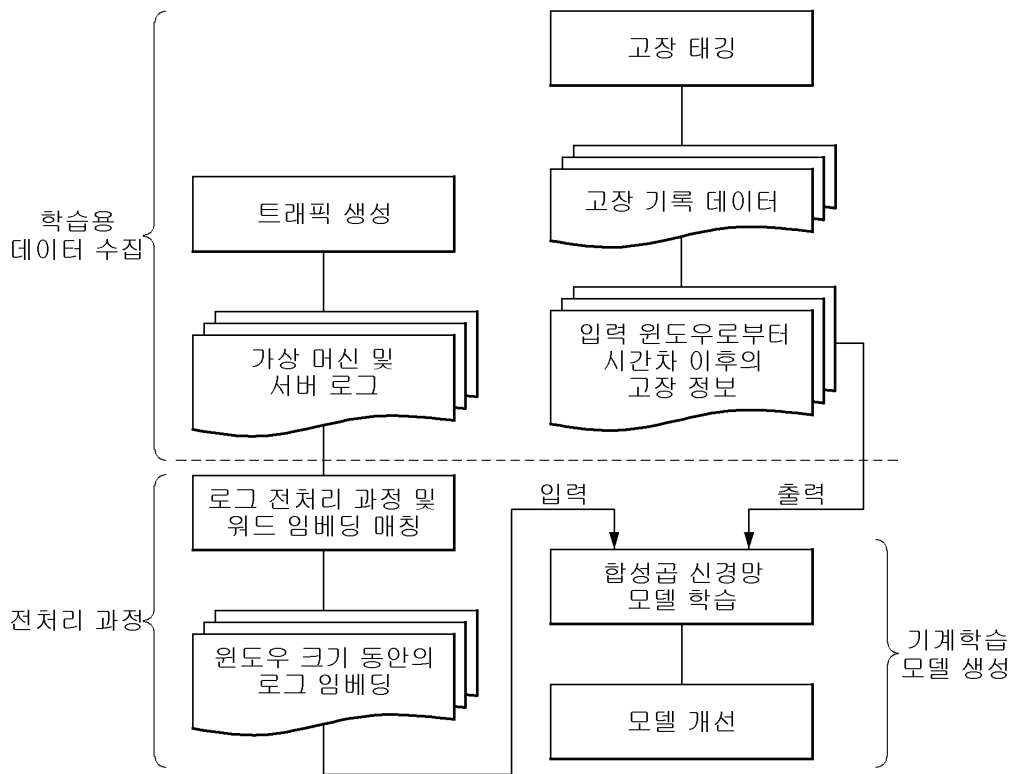 고장 태깅
고장 기록 데이터
학습용
데이터 수집
트래픽 생성
가상 머신 및
서버 로그
입력 윈도우로부터
시간차 이후의
고장 정보
로그 전처리 과정 및
워드 임베딩 매칭
입력
출력
전처리 과정
합성곱 신경망
모델 학습
윈도우 크기 동안의
로그 임베딩
기계학습
모델 생성
모델 개선